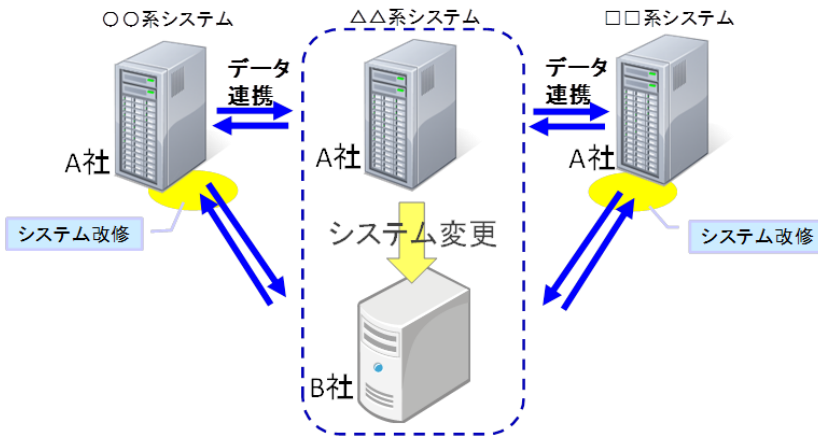 ○○系システム
△△系システム
□□系システム
データ
連携
データ
連携
A社
A社
A社
システム改修
システム変更
システム改修
B社